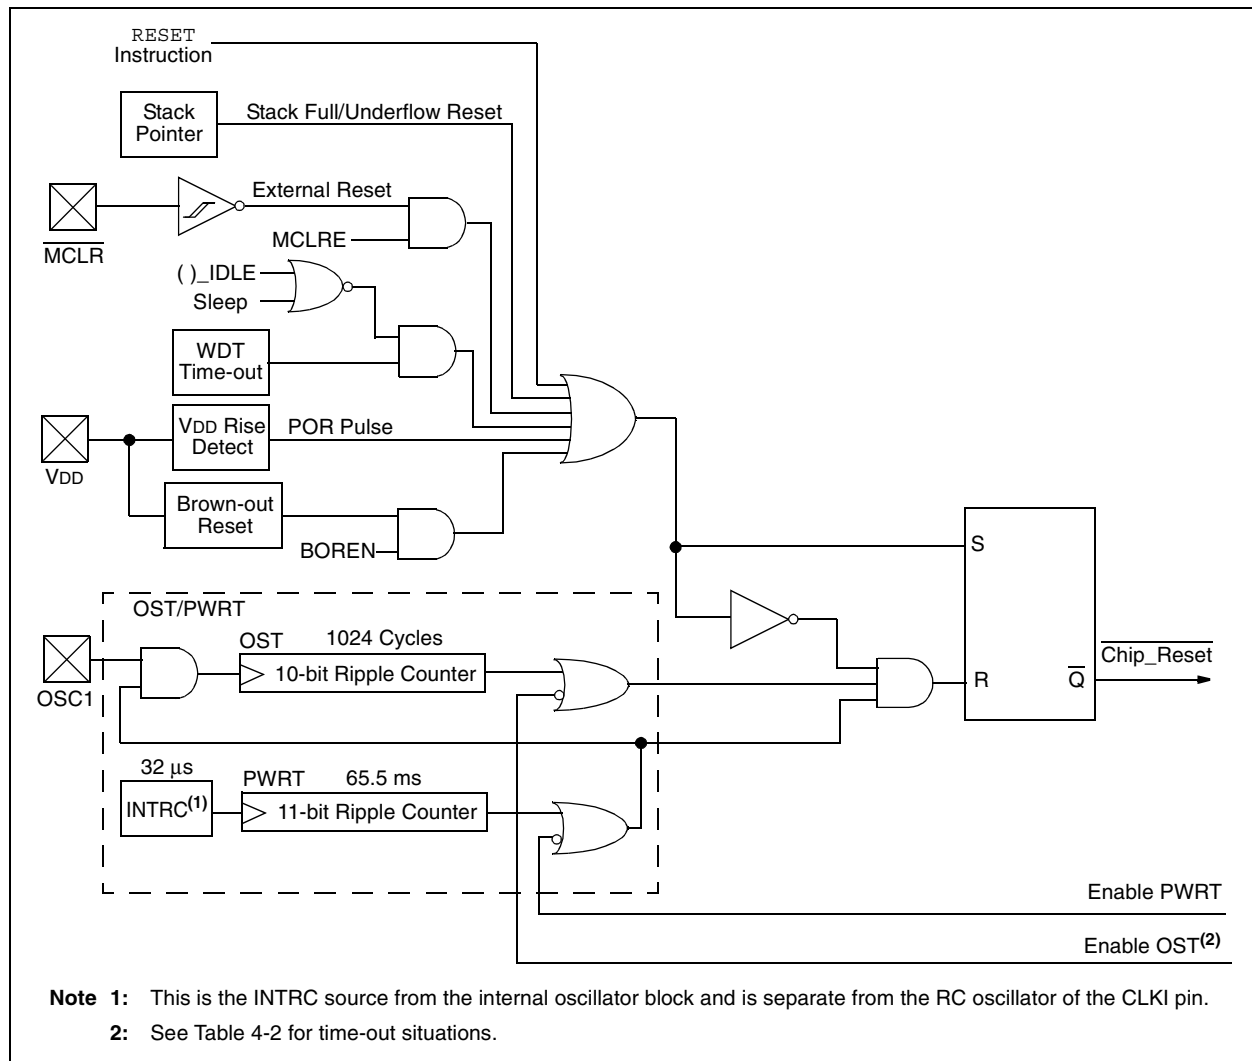 RESET
Instruction
Stack
Pointer
Stack Full/Underflow Reset
MCLR
External Reset
MCLRE
( )_IDLE
Sleep
WDT
Time-out
VDD
VDD Rise
Detect
POR Pulse
Brown-out
Reset
BOREN
S
R
Q
Chip_Reset
OST/PWRT
OSC1
OST
1024 Cycles
10-bit Ripple Counter
32 μs
INTRC(1)
PWRT
65.5 ms
11-bit Ripple Counter
Enable PWRT
Enable OST(2)
Note 1: This is the INTRC source from the internal oscillator block and is separate from the RC oscillator of the CLKI pin.
2: See Table 4-2 for time-out situations.